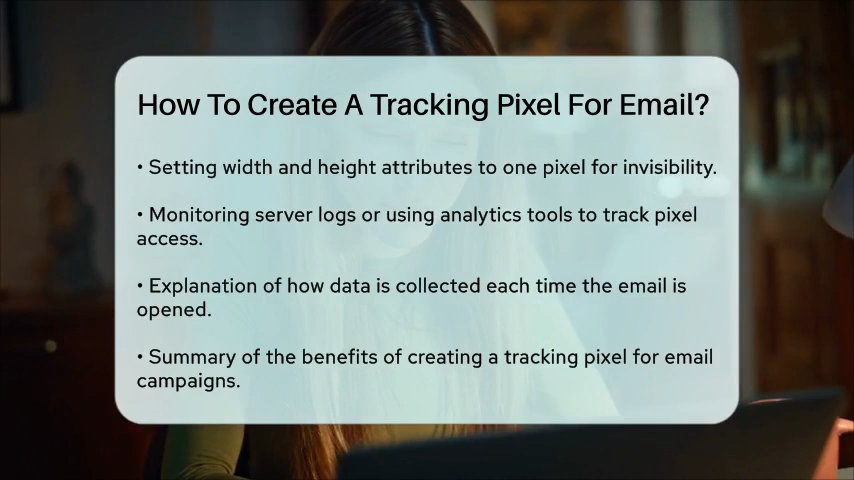 How To Create A Tracking Pixel For Email?
• Setting width and height attributes to one pixel for invisibility.
• Monitoring server logs or using analytics tools to track pixel
access.
• Explanation of how data is collected each time the email is
opened.
• Summary of the benefits of creating a tracking pixel for email
campaigns.